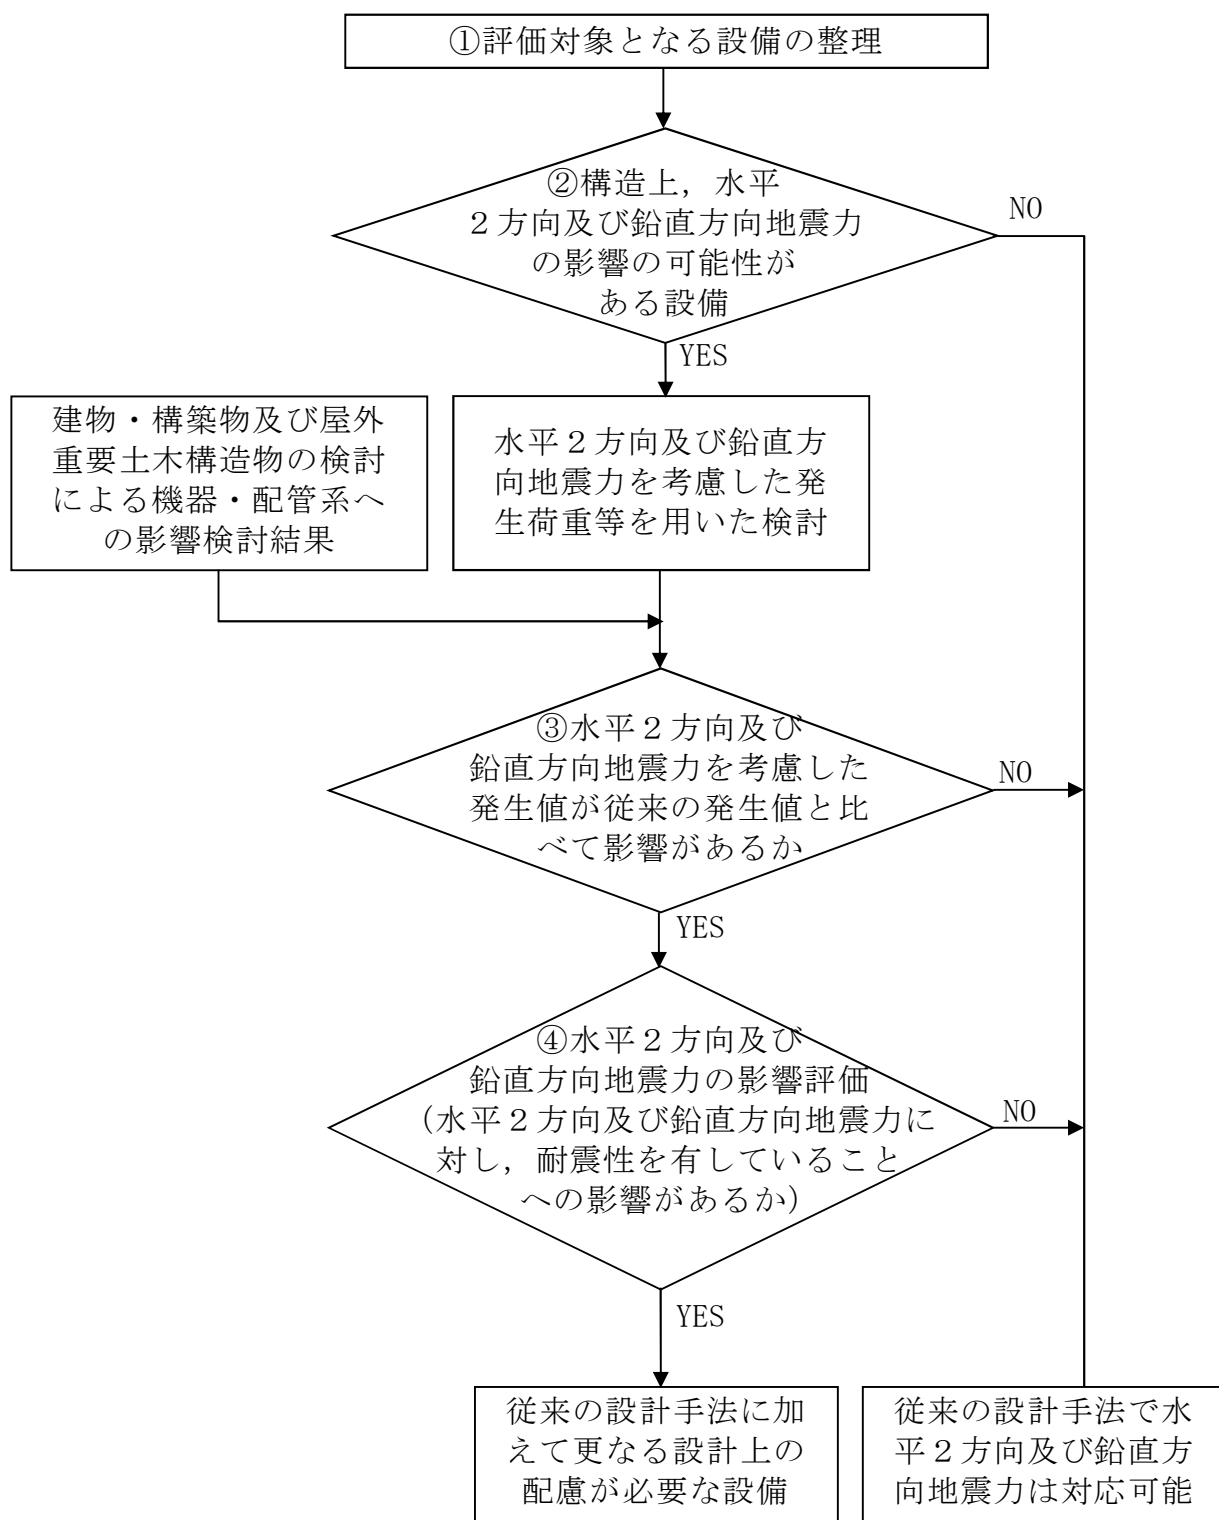 ①評価対象となる設備の整理
②構造上，水平
２方向及び鉛直方向地震力
の影響の可能性が
ある設備
NO
YES
建物・構築物及び屋外
重要土木構造物の検討
による機器・配管系へ
の影響検討結果
水平２方向及び鉛直方
向地震力を考慮した発
生荷重等を用いた検討
③水平２方向及び
鉛直方向地震力を考慮した
発生値が従来の発生値と比
べて影響があるか
NO
YES
④水平２方向及び
鉛直方向地震力の影響評価
（水平２方向及び鉛直方向地震力に
対し，耐震性を有していること
への影響があるか）
NO
YES
従来の設計手法に加
えて更なる設計上の
配慮が必要な設備
従来の設計手法で水
平２方向及び鉛直方
向地震力は対応可能